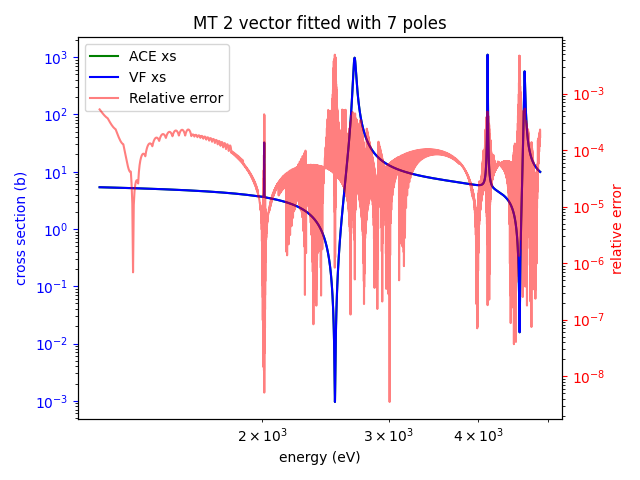 MT 2 vector fitted with 7 poles
ACE xs
VF xs
Relative error
10³
10²
10¹
10⁰
10⁻¹
10⁻²
10⁻³
cross section (b)
10⁻³
10⁻⁴
10⁻⁵
10⁻⁶
10⁻⁷
10⁻⁸
relative error
2 × 10³ 3 × 10³ 4 × 10³
energy (eV)